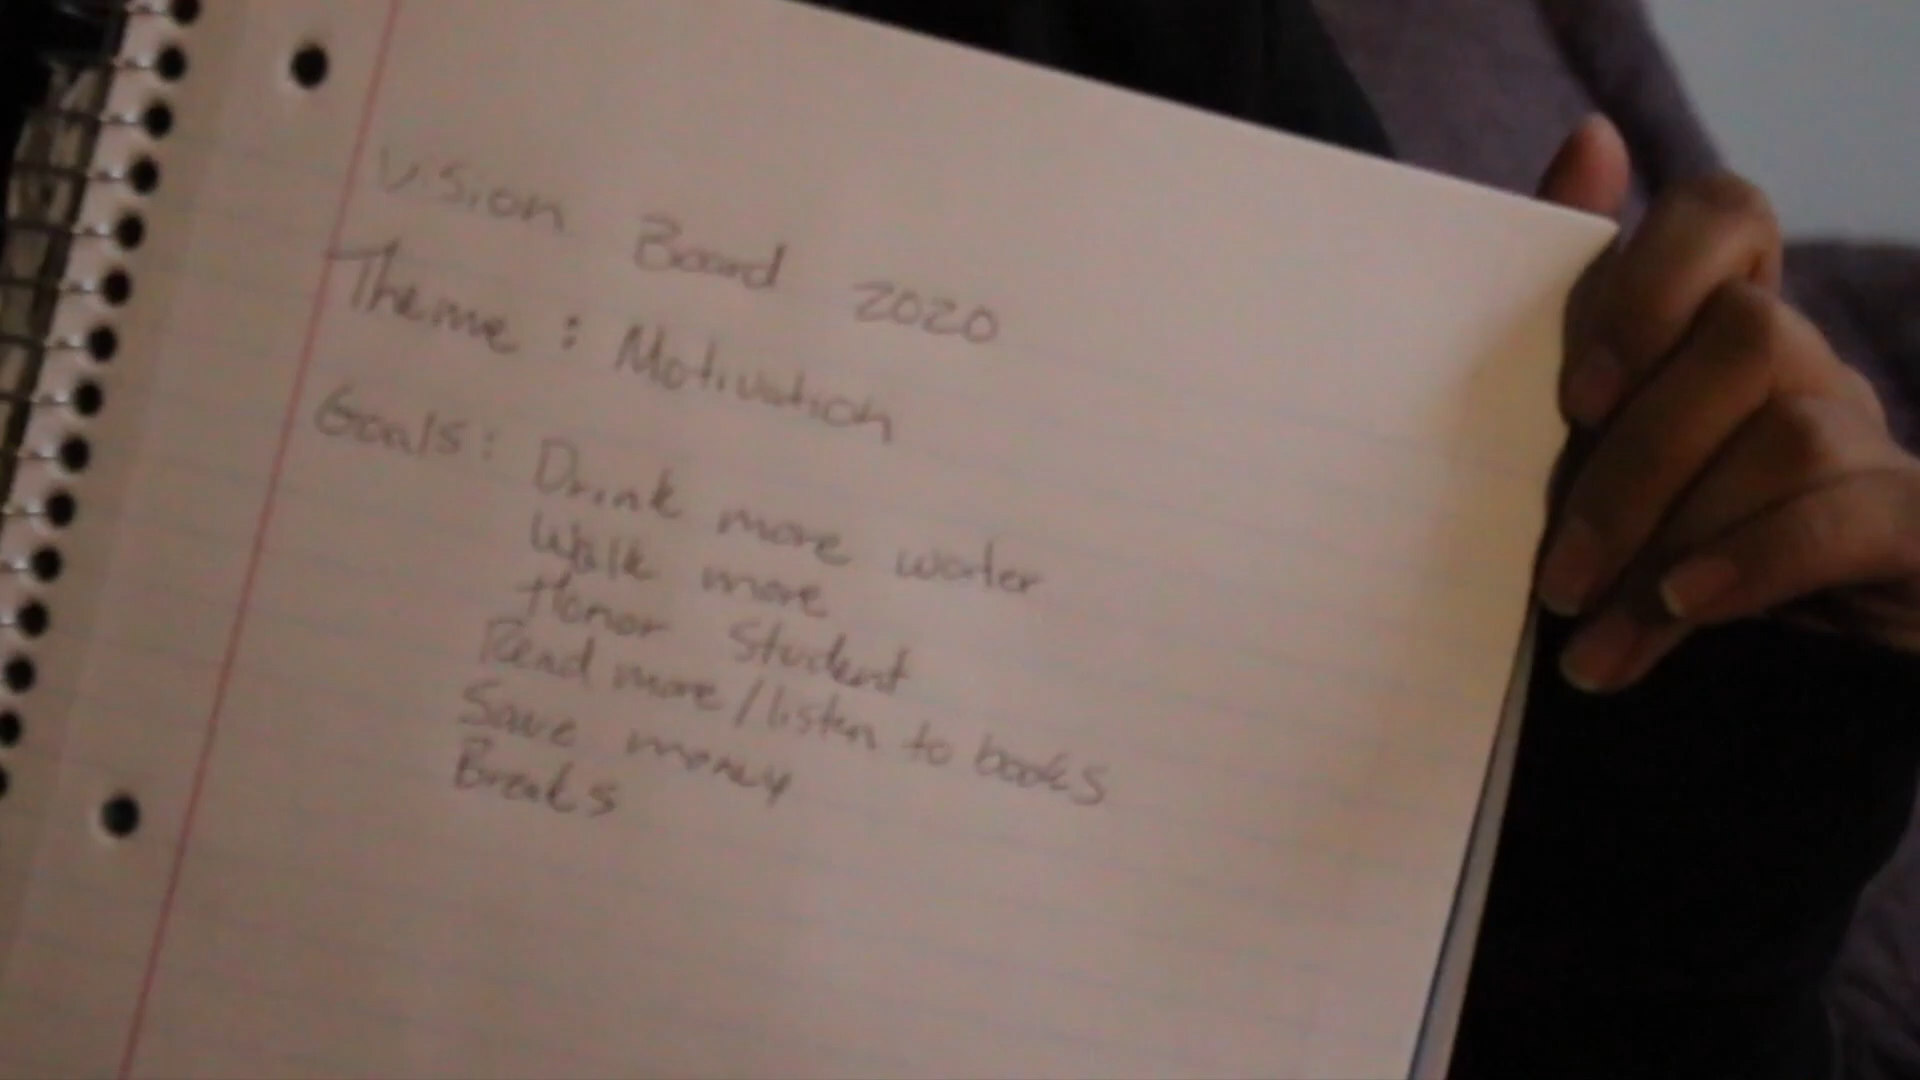 Vision Board 2020
Theme : Motivation
Goals: Drink more water
Walk more
Honor Student
Read more/listen to books
Save money
Breaks